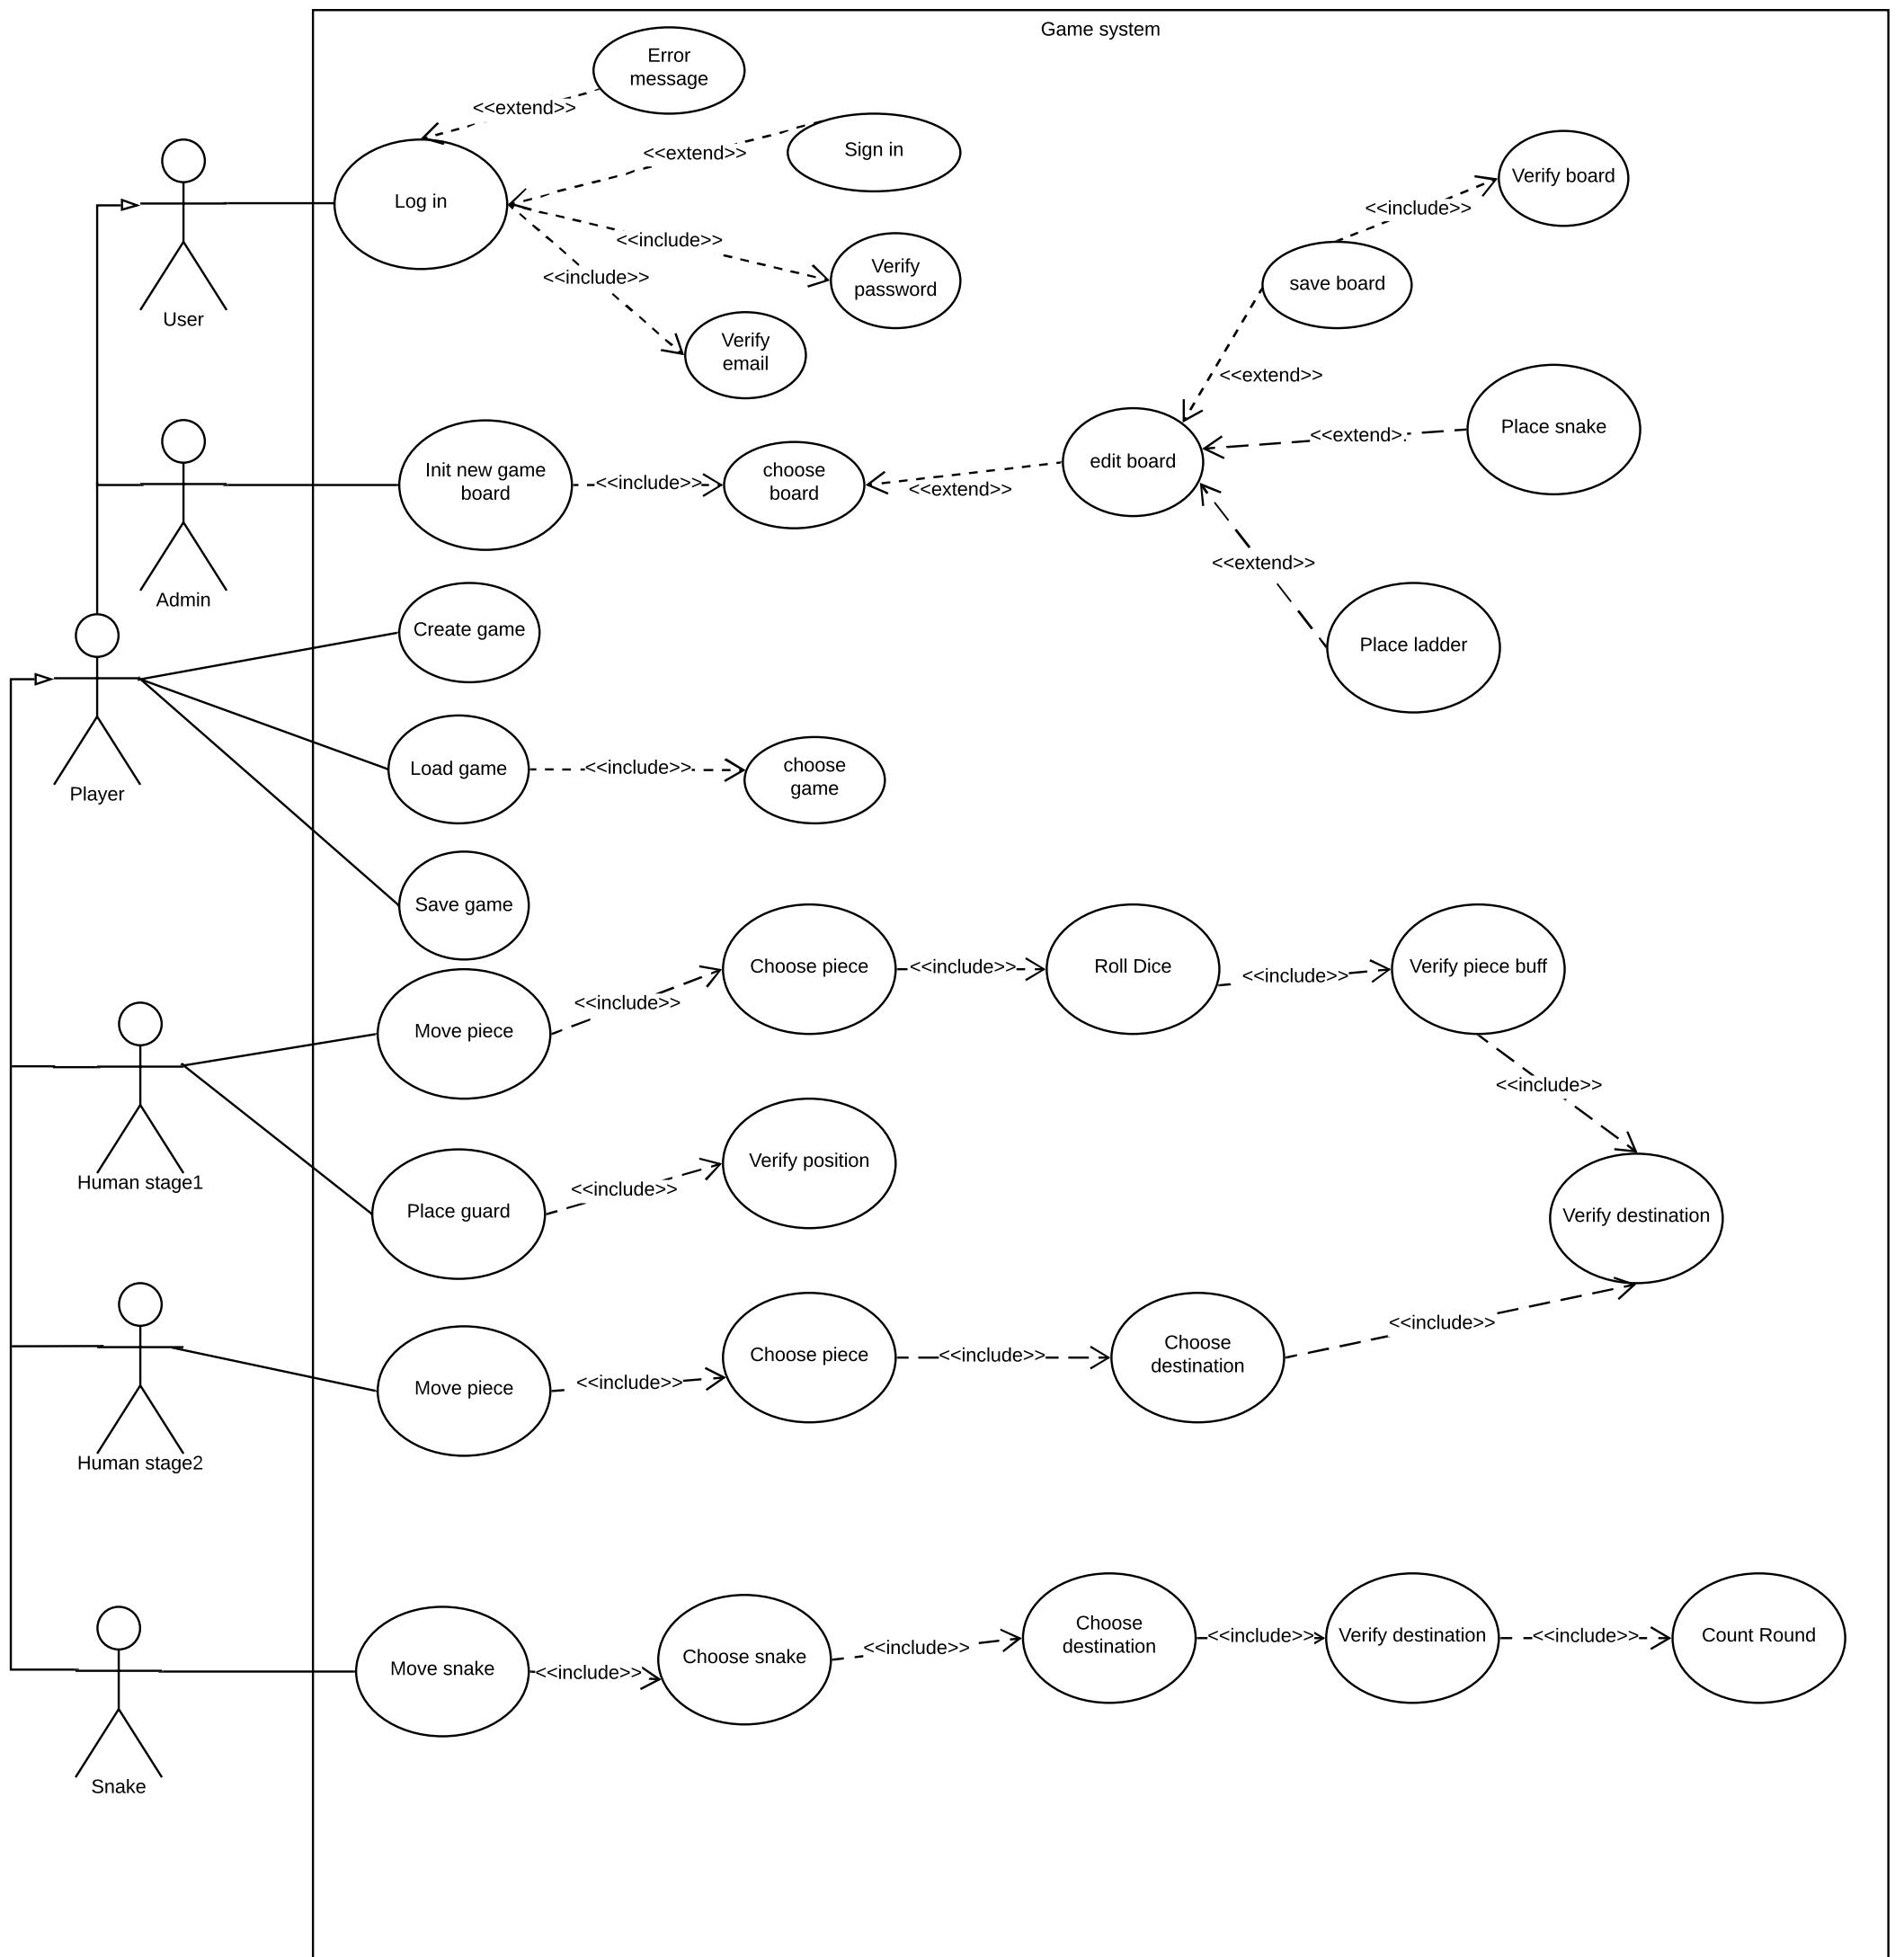 Game system
Error
message
<<extend>>
Sign in
<<extend>>
Log in
Verify board
<<include>>
<<include>>
Verify
password
<<include>>
save board
User
Verify
email
<<extend>>
Place snake
<<extend>.
edit board
Init new game
board
<<include>>
choose
board
<<extend>>
<<extend>>
Admin
Create game
Place ladder
Load game
<<include>>
choose
game
Player
Save game
Choose piece
<<include>>
Roll Dice
<<include>>
Verify piece buff
<<include>>
Move piece
<<include>>
Verify position
Human stage1
<<include>>
Place guard
Verify destination
<<include>>
Choose piece
<<include>>
Choose
destination
Move piece
<<include>>
Human stage2
Choose
destination
<<include>>
Verify destination
<<include>>
Count Round
<<include>>
Choose snake
Move snake
<<include>>
Snake